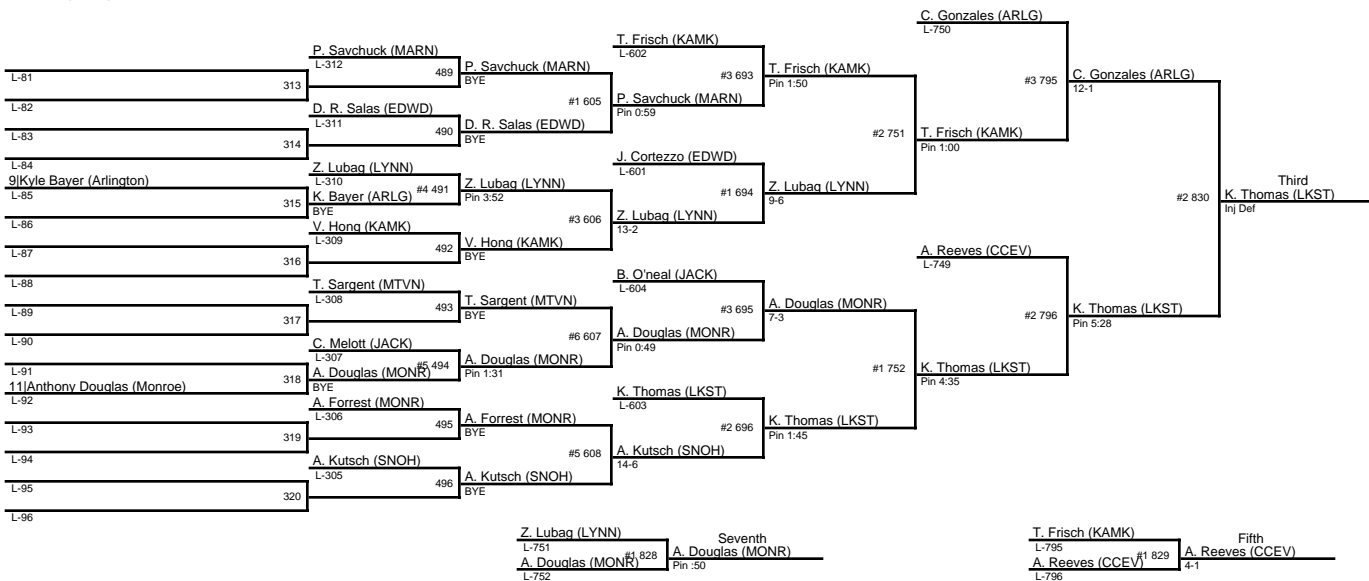 C. Gonzales (ARLG)
L-750
T. Frisch (KAMK)
L-602
P. Savchuck (MARN)
L-312
489
P. Savchuck (MARN)
BYE
#3 693
T. Frisch (KAMK)
Pin 1:50
L-81
313
#3 795
C. Gonzales (ARLG)
12-1
L-82
#1 605
P. Savchuck (MARN)
Pin 0:59
D. R. Salas (EDWD)
L-311
490
D. R. Salas (EDWD)
BYE
L-83
314
#2 751
T. Frisch (KAMK)
Pin 1:00
L-84
Z. Lubag (LYNN)
L-310
J. Cortezzo (EDWD)
L-601
9|Kyle Bayer (Arlington)
L-85
315
K. Bayer (ARLG)
BYE
#4 491
Z. Lubag (LYNN)
Pin 3:52
#1 694
Z. Lubag (LYNN)
9-6
Third
#2 830
K. Thomas (LKST)
Inj Def
L-86
#3 606
Z. Lubag (LYNN)
13-2
V. Hong (KAMK)
L-309
492
V. Hong (KAMK)
BYE
L-87
316
A. Reeves (CCEV)
L-749
L-88
B. O'neal (JACK)
L-604
T. Sargent (MTVN)
L-308
493
T. Sargent (MTVN)
BYE
#3 695
A. Douglas (MONR)
7-3
L-89
317
#2 796
K. Thomas (LKST)
Pin 5:28
L-90
#6 607
A. Douglas (MONR)
Pin 0:49
C. Melott (JACK)
L-307
#5 494
A. Douglas (MONR)
Pin 1:31
L-91
318
A. Douglas (MONR)
BYE
#1 752
K. Thomas (LKST)
Pin 4:35
11|Anthony Douglas (Monroe)
L-92
K. Thomas (LKST)
L-603
A. Forrest (MONR)
L-306
495
A. Forrest (MONR)
BYE
#2 696
K. Thomas (LKST)
Pin 1:45
L-93
319
L-94
#5 608
A. Kutsch (SNOH)
14-6
A. Kutsch (SNOH)
L-305
496
A. Kutsch (SNOH)
BYE
L-95
320
L-96
Z. Lubag (LYNN)
L-751
Seventh
#1 828
A. Douglas (MONR)
Pin :50
A. Douglas (MONR)
L-752
T. Frisch (KAMK)
L-795
Fifth
#1 829
A. Reeves (CCEV)
4-1
A. Reeves (CCEV)
L-796